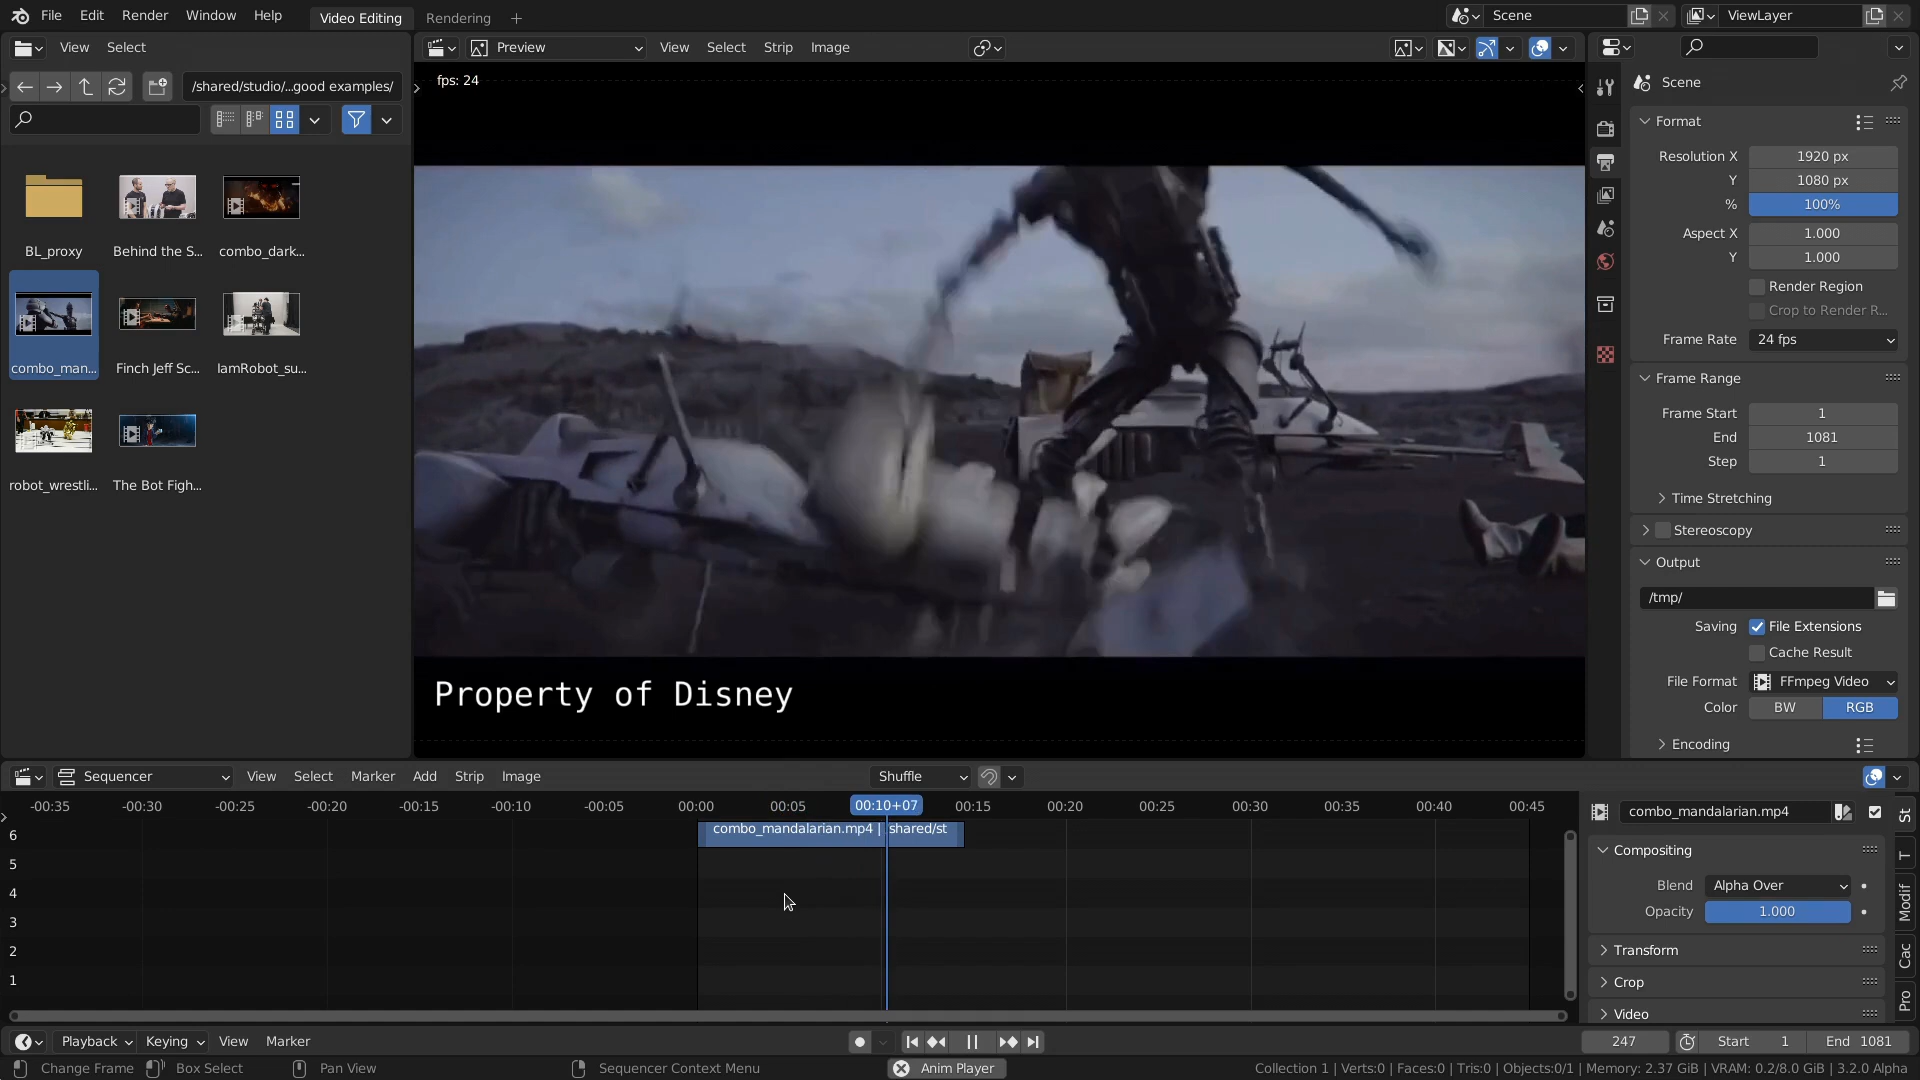 File Edit Render Window Help Video Editing Rendering + Scene ViewLayer
View Select Preview View Select Strip Image
/shared/studio/...good examples/
fps: 24
Scene
Format
Resolution X 1920 px
Y 1080 px
% 100%
Aspect X 1.000
Y 1.000
Render Region
Crop to Render R...
Frame Rate 24 fps
Frame Range
Frame Start 1
End 1081
Step 1
Time Stretching
Stereoscopy
Output
/tmp/
Saving File Extensions
Cache Result
File Format FFmpeg Video
Color BW RGB
Encoding
BL_proxy Behind the S... combo_dark...
combo_man... Finch Jeff Sc... IamRobot_su...
robot_wrestli... The Bot Figh...
Property of Disney
Sequencer View Select Marker Add Strip Image Shuffle
-00:35 -00:30 -00:25 -00:20 -00:15 -00:10 -00:05 00:00 00:05 00:10+07 00:15 00:20 00:25 00:30 00:35 00:40 00:45
6
5
4
3
2
1
combo_mandalarian.mp4 | shared/st
combo_mandalarian.mp4
Compositing
Blend Alpha Over
Opacity 1.000
Transform
Crop
Video
St
T
Modif
Cac
Pro
Playback Keying View Marker 247 Start 1 End 1081
Change Frame Box Select Pan View Sequencer Context Menu Anim Player Collection 1 | Verts:0 | Faces:0 | Tris:0 | Objects:0/1 | Memory: 2.37 GiB | VRAM: 0.2/8.0 GiB | 3.2.0 Alpha